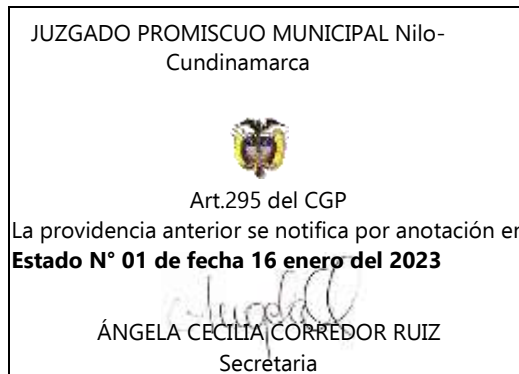 JUZGADO PROMISCUO MUNICIPAL Nilo-
Cundinamarca
Art.295 del CGP
La providencia anterior se notifica por anotación en
Estado N° 01 de fecha 16 enero del 2023
ÁNGELA CECILIA CORREDOR RUIZ
Secretaria